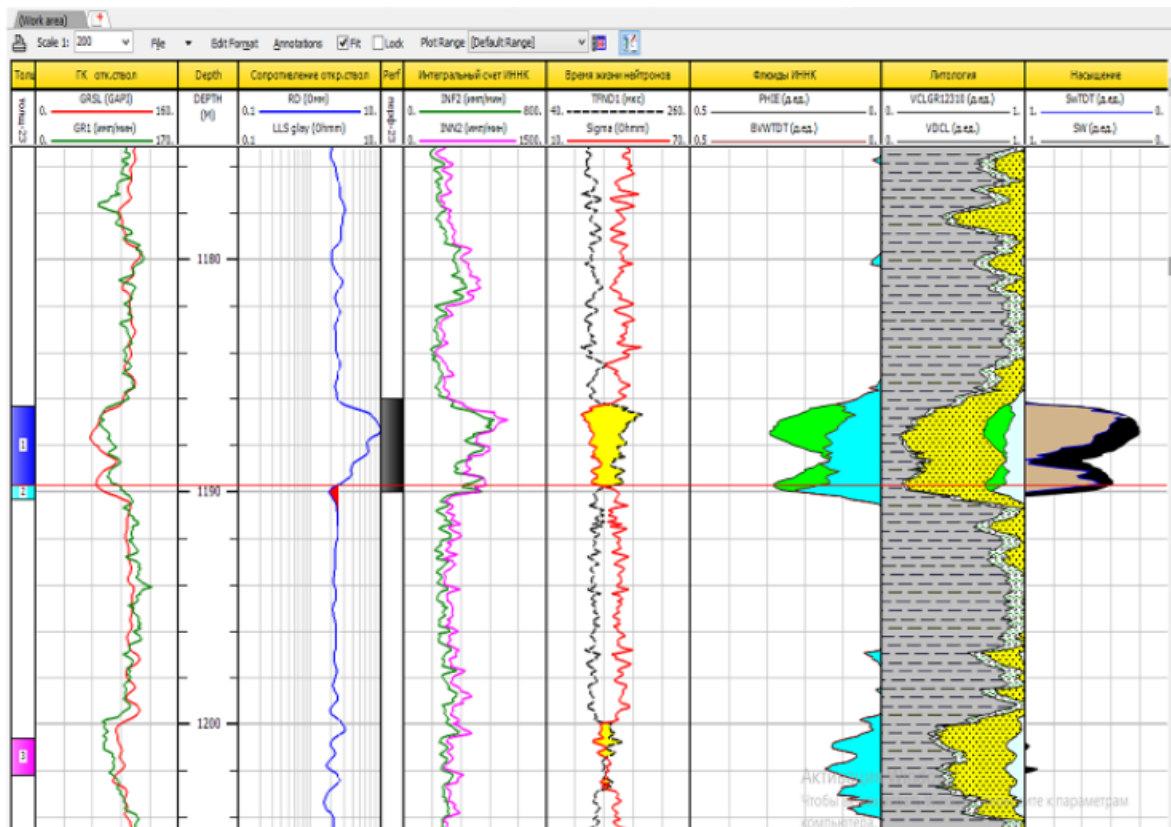 (Work area)
Scale 1: 200 File Edit Format Annotations Fit Lock Plot Range [Default Range]
ГК откр.ствол Depth Сопротивление откр.ствол Perf Интегральный счет ИННК Время жизни нейтронов Флюиды ИННК Литология Насыщение
GRSL (GAPI) DEPTH RD (Омм) INF2 (имп/мин) TFND1 (мкс) PHIE (д.ед.) VCLGR12310 (д.ед.) SwTDT (д.ед.)
0. 160. (M) 0.1 10. 0. 800. 40. 260. 0.5 0. 0. 1. 1. 0.
GR1 (имп/мин) LLS glay (Ohmm) INN2 (имп/мин) Sigma (Ohmm) BVWTDT (д.ед.) VDCL (д.ед.) SW (д.ед.)
0. 170. 0.1 10. 0. 1500. 10. 70. 0.5 0. 0. 1. 1. 0.
1180
1
2
1190
1200
3
Чтобы
к параметрам
компьютера